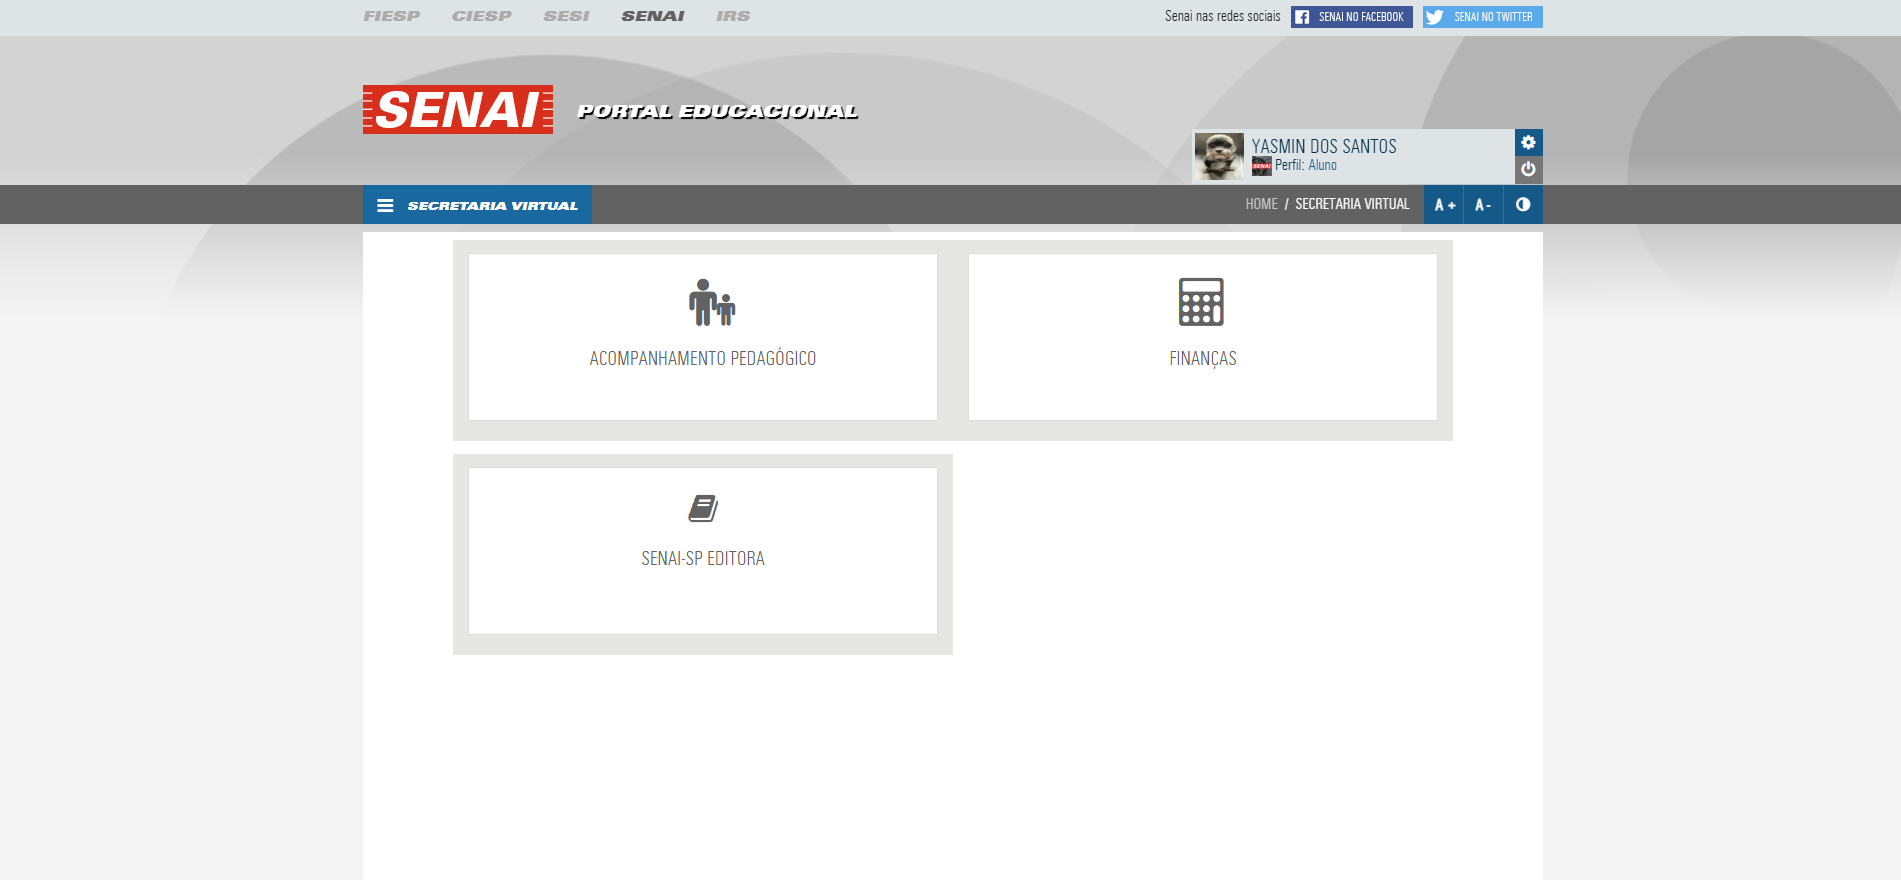 FIESP CIESP SESI SENAI IRS
Senai nas redes sociais SENAI NO FACEBOOK SENAI NO TWITTER
SENAI PORTAL EDUCACIONAL
YASMIN DOS SANTOS
SENAI Perfil: Aluno
SECRETARIA VIRTUAL
HOME / SECRETARIA VIRTUAL A + A -
ACOMPANHAMENTO PEDAGÓGICO
FINANÇAS
SENAI-SP EDITORA